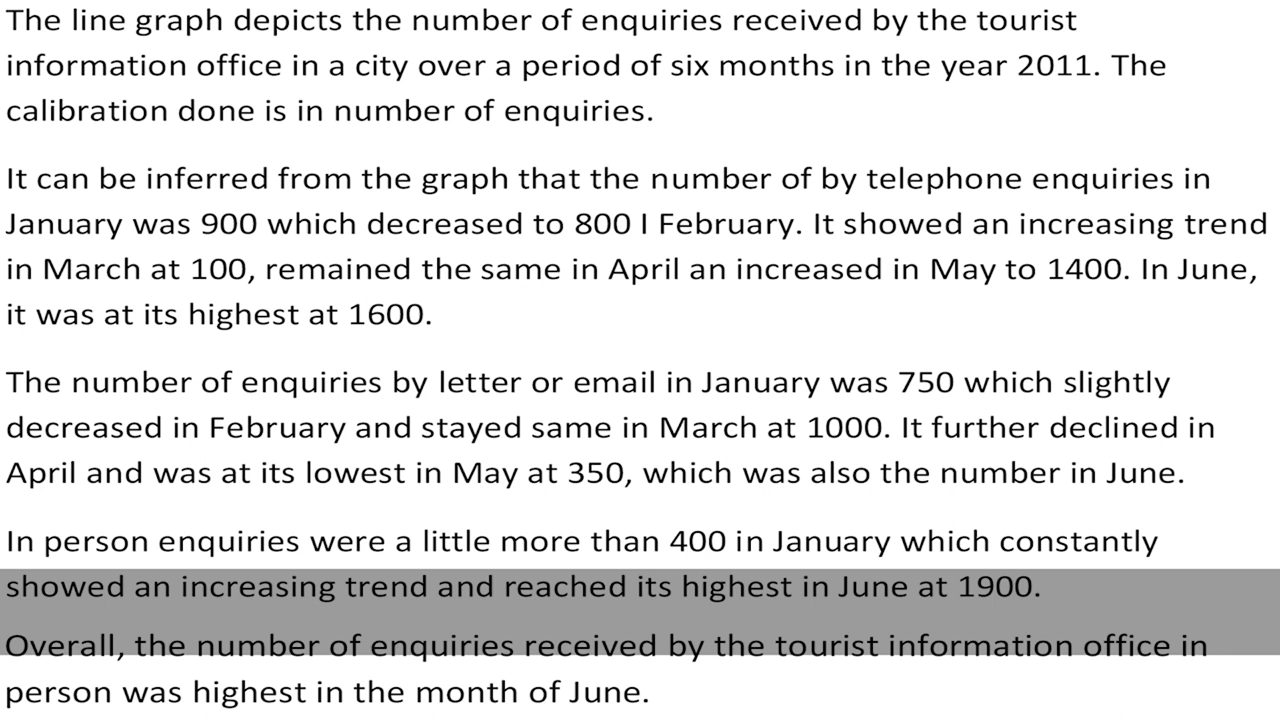 The line graph depicts the number of enquiries received by the tourist
information office in a city over a period of six months in the year 2011. The
calibration done is in number of enquiries.
It can be inferred from the graph that the number of by telephone enquiries in
January was 900 which decreased to 800 I February. It showed an increasing trend
in March at 100, remained the same in April an increased in May to 1400. In June,
it was at its highest at 1600.
The number of enquiries by letter or email in January was 750 which slightly
decreased in February and stayed same in March at 1000. It further declined in
April and was at its lowest in May at 350, which was also the number in June.
In person enquiries were a little more than 400 in January which constantly
showed an increasing trend and reached its highest in June at 1900.
Overall, the number of enquiries received by the tourist information office in
person was highest in the month of June.